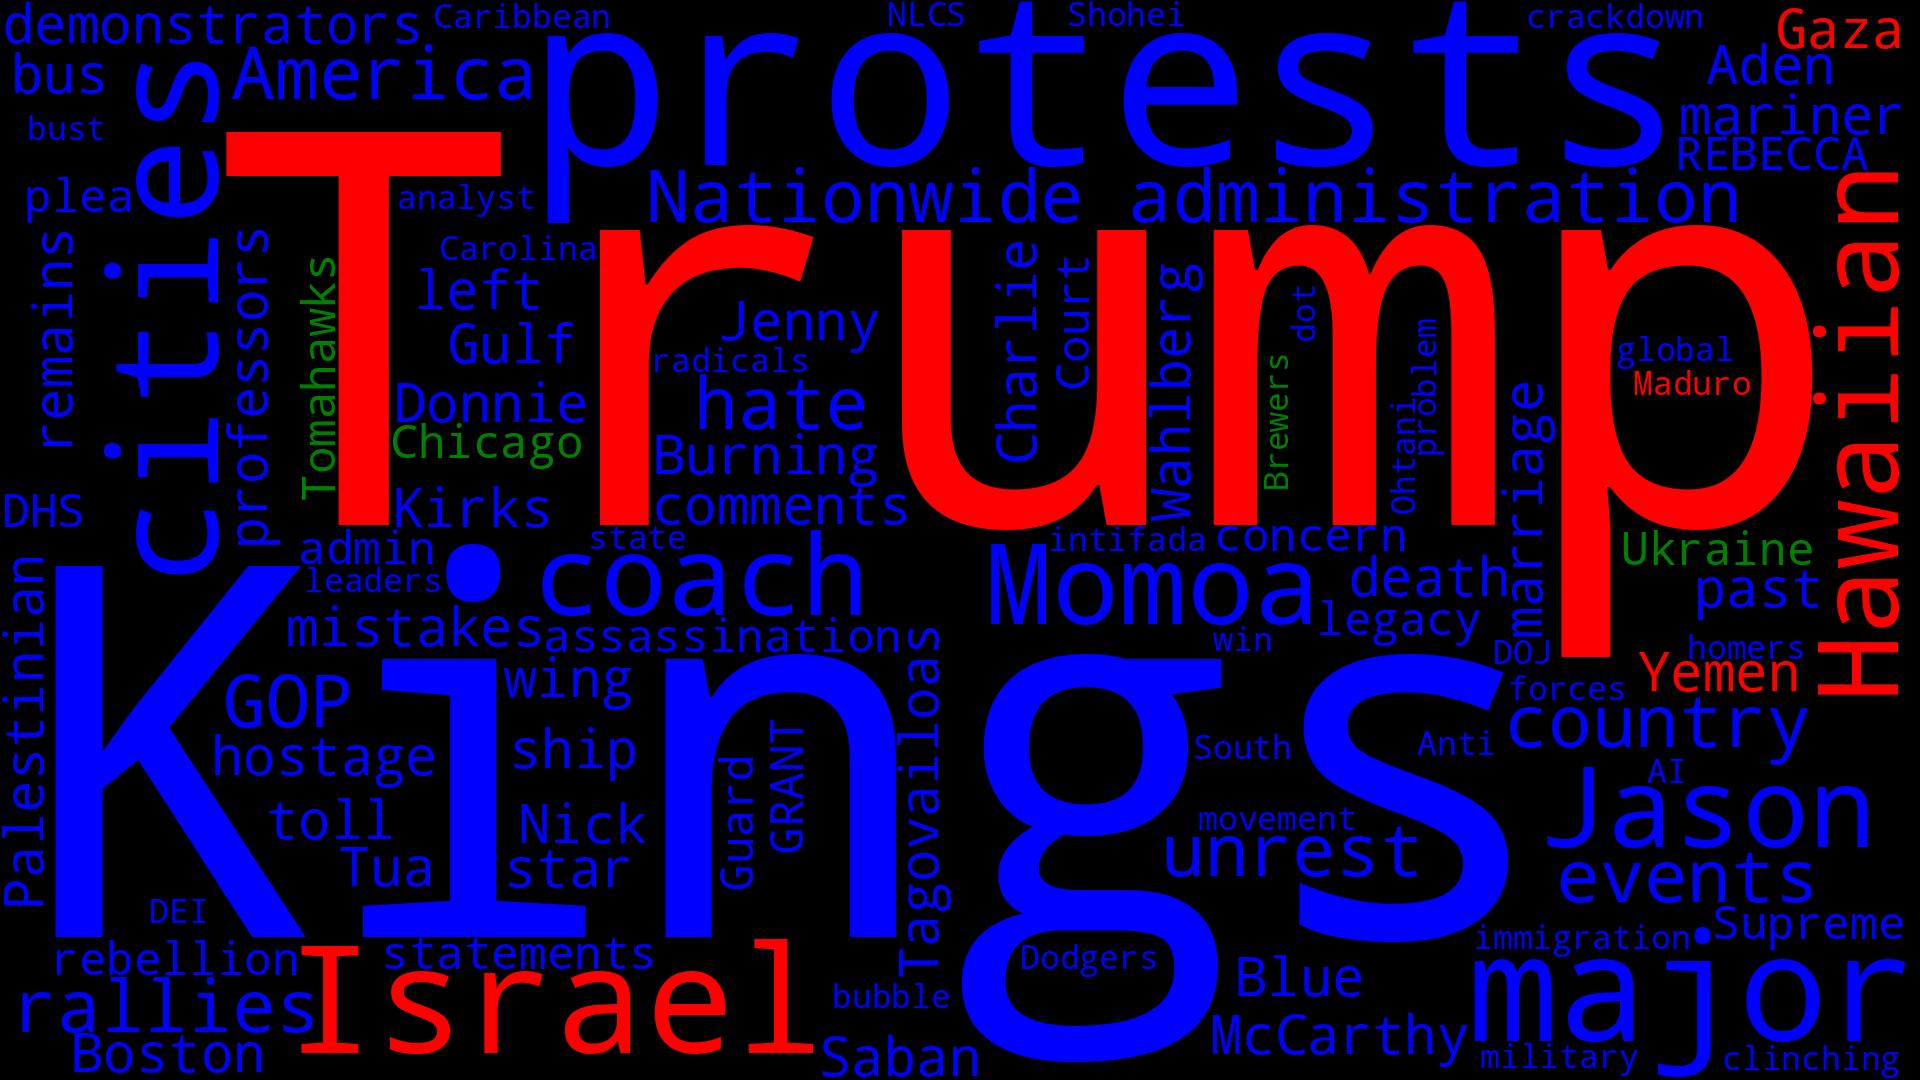 demonstrators
Caribbean
NLCS
Shohei
crackdown
Gaza
bus
America
protests
Aden
mariner
bust
REBECCA
cities
plea
analyst
Nationwide
administration
Trump
Hawaiian
remains
professors
Tomahawks
Carolina
left
Gulf
Jenny
radicals
Charlie
Court
Wahlberg
dot
Brewers
problem
Ohtani
global
Maduro
Donnie
hate
Chicago
Burning
marriage
Kirks
comments
DHS
admin
state
intifada
concern
Ukraine
leaders
coach
Momoa
death
past
mistakes
assassinations
legacy
win
DOJ
homers
Palestinian
Kings
GOP
wing
Tagovailoas
forces
Yemen
country
hostage
ship
GRANT
Guard
South
Anti
AI
Jason
toll
Nick
movement
unrest
Tua
star
events
DEI
Supreme
rebellion
statements
immigration
Israel
Dodgers
Blue
major
rallies
bubble
Boston
Saban
McCarthy
military
clinching